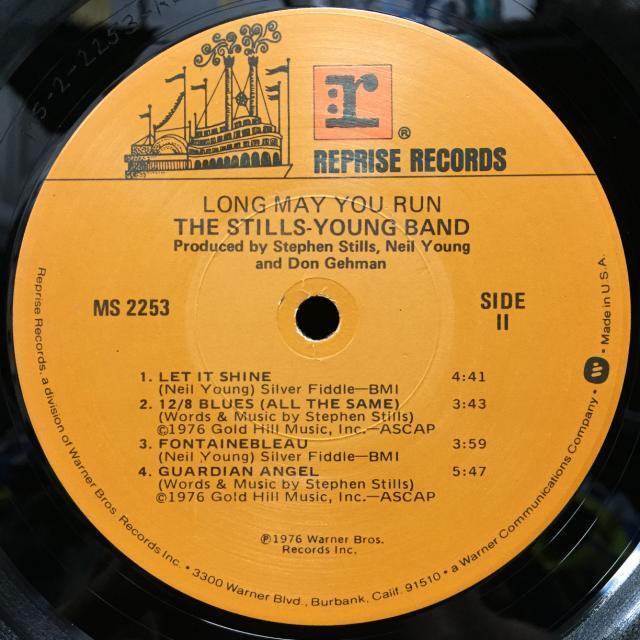 r
®
REPRISE RECORDS
LONG MAY YOU RUN
THE STILLS-YOUNG BAND
Produced by Stephen Stills, Neil Young
and Don Gehman
MS 2253
SIDE
II
1. LET IT SHINE 4:41
(Neil Young) Silver Fiddle—BMI
2. 12/8 BLUES (ALL THE SAME) 3:43
(Words & Music by Stephen Stills)
©1976 Gold Hill Music, Inc.—ASCAP
3. FONTAINEBLEAU 3:59
(Neil Young) Silver Fiddle—BMI
4. GUARDIAN ANGEL 5:47
(Words & Music by Stephen Stills)
©1976 Gold Hill Music, Inc.—ASCAP
℗1976 Warner Bros.
Records Inc.
Reprise Records, a division of Warner Bros. Records Inc. • 3300 Warner Blvd., Burbank, Calif. 91510 • a Warner Communications Company • Made in U.S.A.